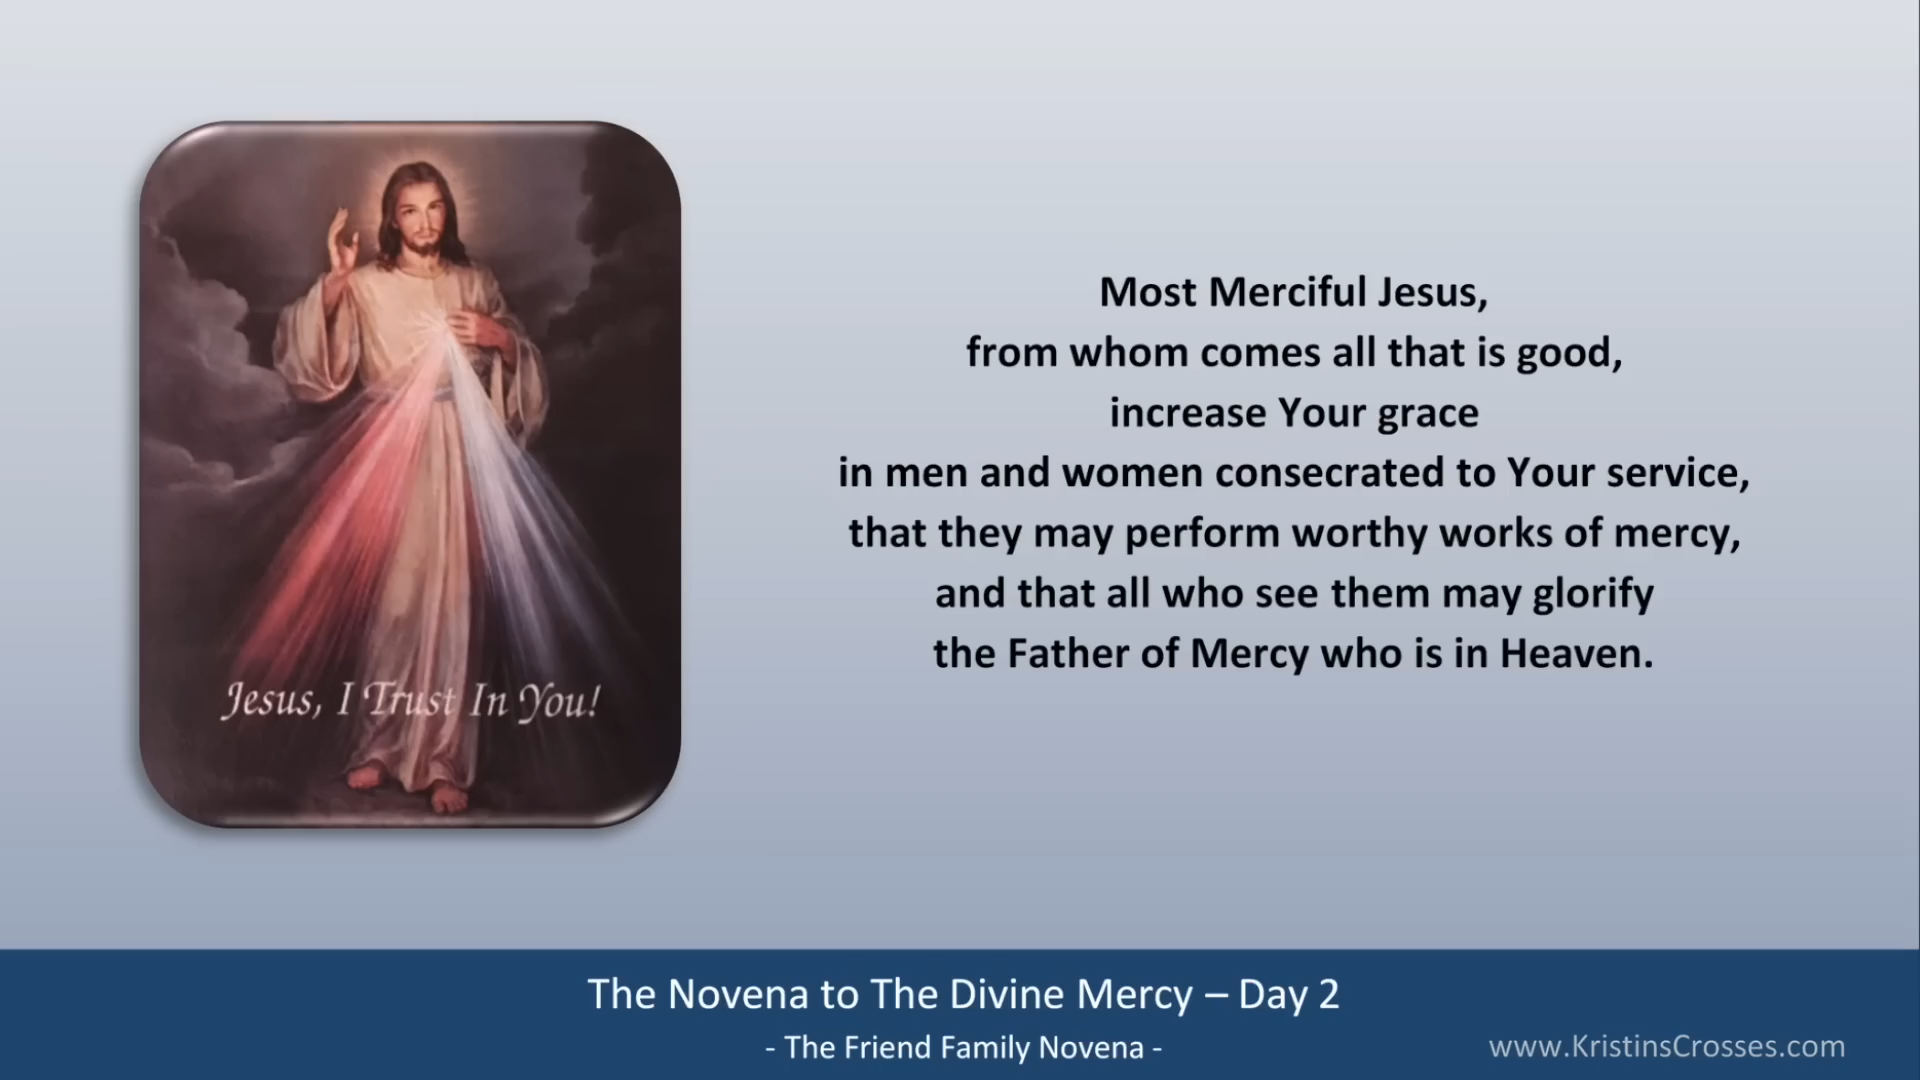 Jesus, I Trust In You!
Most Merciful Jesus,
from whom comes all that is good,
increase Your grace
in men and women consecrated to Your service,
that they may perform worthy works of mercy,
and that all who see them may glorify
the Father of Mercy who is in Heaven.
The Novena to The Divine Mercy – Day 2
- The Friend Family Novena -
www.KristinsCrosses.com